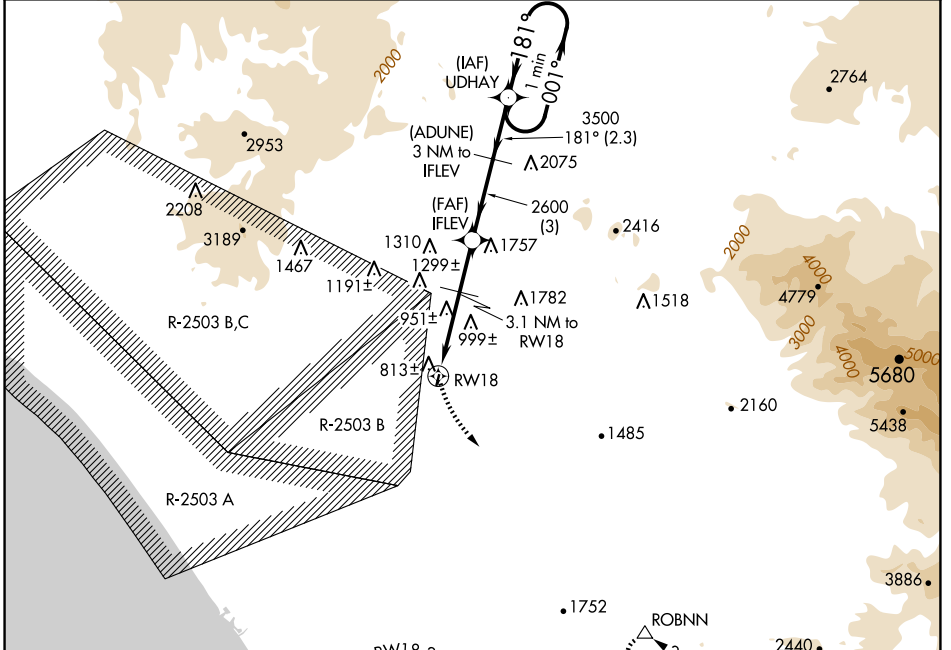 181°
1 min
001°
(IAF)
UDHAY
2000
2764
2953
(ADUNE)
3 NM to
IFLEV
3500
181° (2.3)
2075
2208
3189
(FAF)
IFLEV
2600
(3)
2416
2000
1310
1757
1467
1299±
1191±
4000
4779
1782
1518
951±
999±
3.1 NM to
RW18
3000
4000
5000
5680
R-2503 B,C
813±
RW18
2160
5438
R-2503 B
1485
R-2503 A
3886
1752
ROBNN
2440